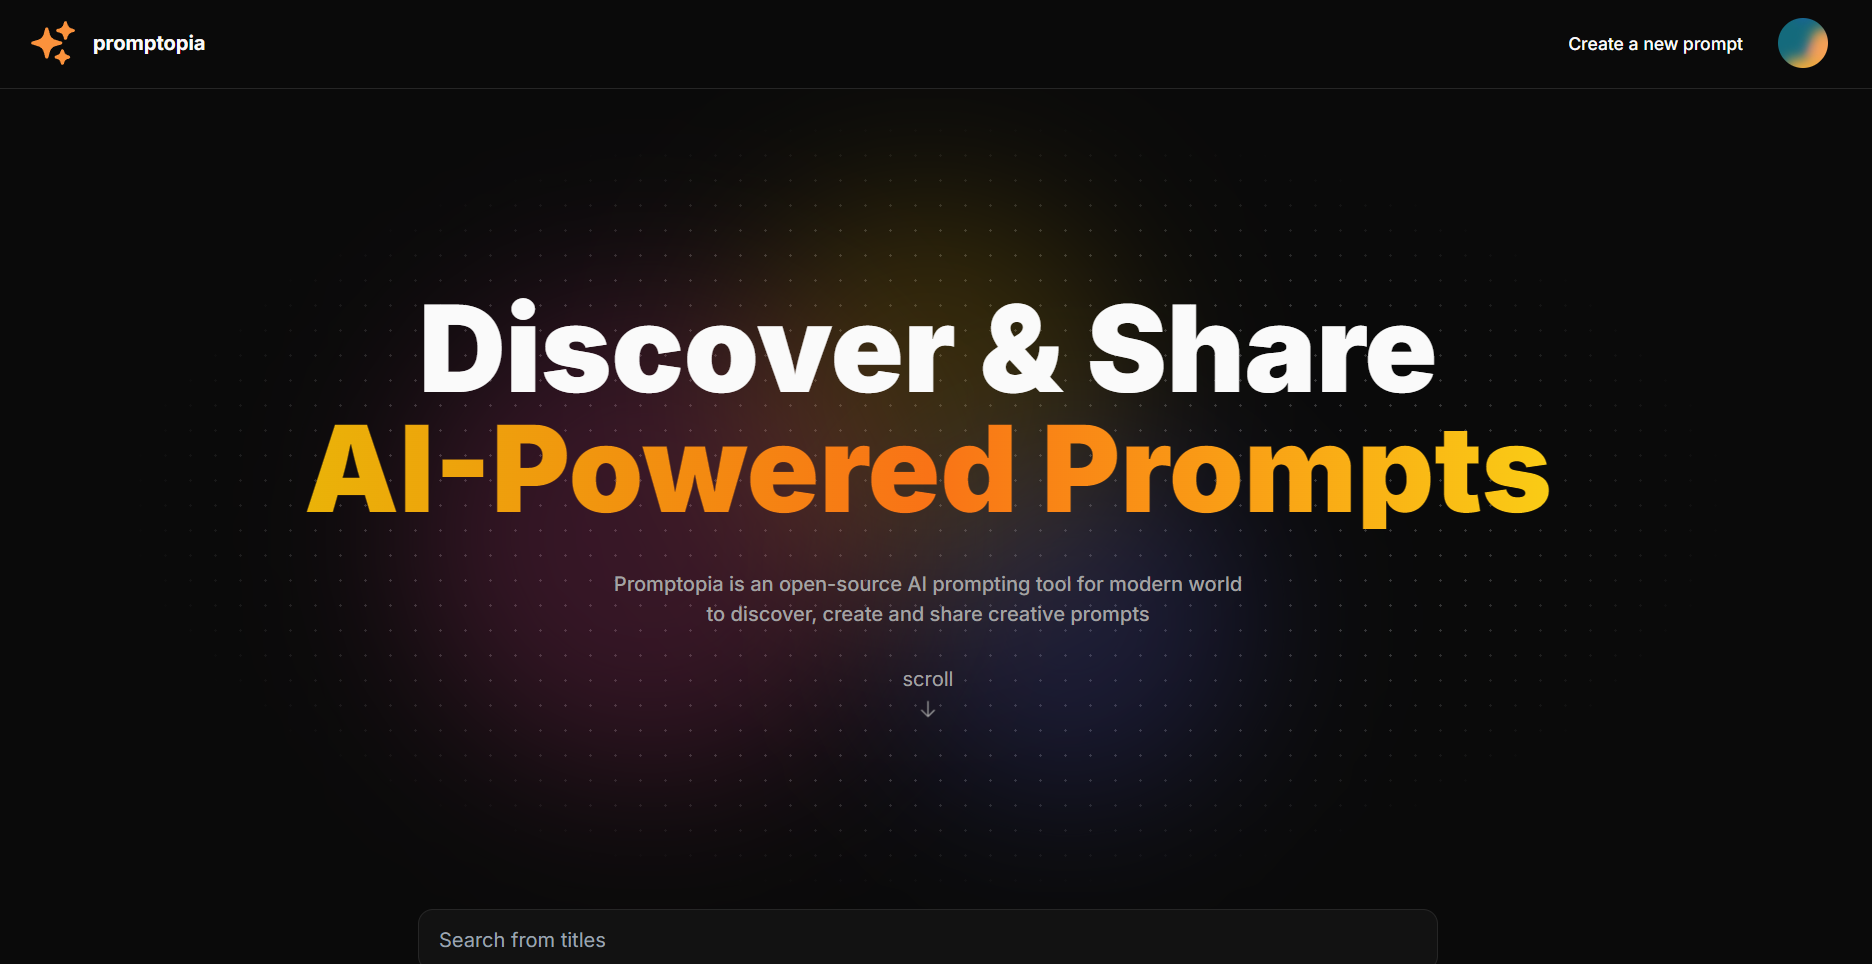 promptopia
Create a new prompt
Discover & Share
AI-Powered Prompts
Promptopia is an open-source AI prompting tool for modern world
to discover, create and share creative prompts
scroll
Search from titles